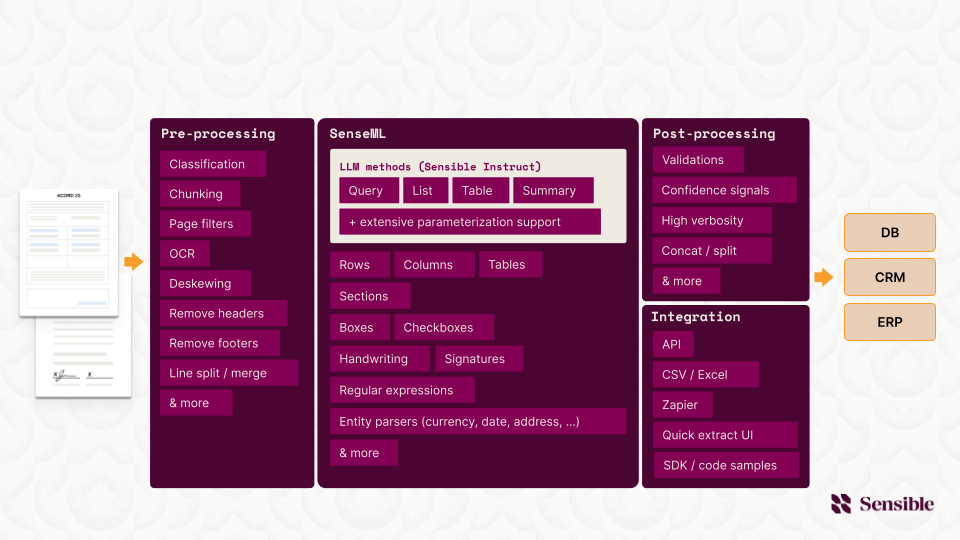 ACORD 25
Pre-processing
Classification
Chunking
Page filters
OCR
Deskewing
Remove headers
Remove footers
Line split / merge
& more
SenseML
LLM methods (Sensible Instruct)
Query List Table Summary
+ extensive parameterization support
Rows Columns Tables
Sections
Boxes Checkboxes
Handwriting Signatures
Regular expressions
Entity parsers (currency, date, address, ...)
& more
Post-processing
Validations
Confidence signals
High verbosity
Concat / split
& more
Integration
API
CSV / Excel
Zapier
Quick extract UI
SDK / code samples
DB
CRM
ERP
Sensible